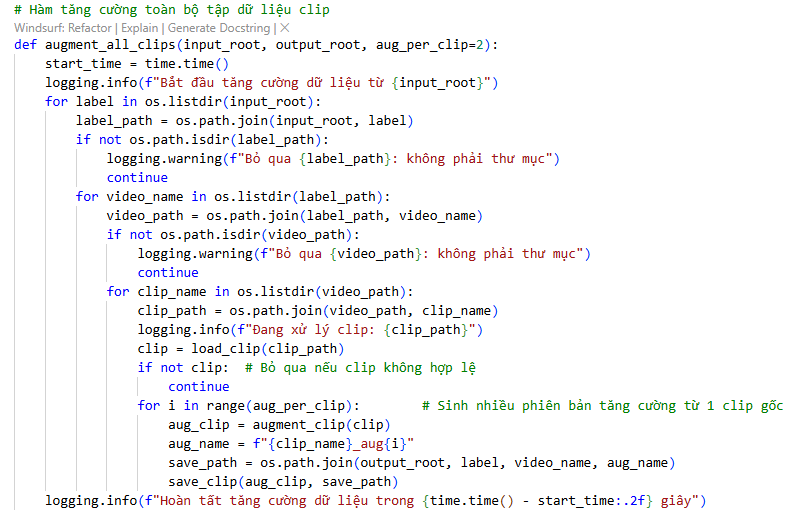 # Hàm tăng cường toàn bộ tập dữ liệu clip
Windsurf: Refactor | Explain | Generate Docstring | ✕
def augment_all_clips(input_root, output_root, aug_per_clip=2):
    start_time = time.time()
    logging.info(f"Bắt đầu tăng cường dữ liệu từ {input_root}")
    for label in os.listdir(input_root):
        label_path = os.path.join(input_root, label)
        if not os.path.isdir(label_path):
            logging.warning(f"Bỏ qua {label_path}: không phải thư mục")
            continue
        for video_name in os.listdir(label_path):
            video_path = os.path.join(label_path, video_name)
            if not os.path.isdir(video_path):
                logging.warning(f"Bỏ qua {video_path}: không phải thư mục")
                continue
            for clip_name in os.listdir(video_path):
                clip_path = os.path.join(video_path, clip_name)
                logging.info(f"Đang xử lý clip: {clip_path}")
                clip = load_clip(clip_path)
                if not clip:  # Bỏ qua nếu clip không hợp lệ
                    continue
                for i in range(aug_per_clip):        # Sinh nhiều phiên bản tăng cường từ 1 clip gốc
                    aug_clip = augment_clip(clip)
                    aug_name = f"{clip_name}_aug{i}"
                    save_path = os.path.join(output_root, label, video_name, aug_name)
                    save_clip(aug_clip, save_path)
    logging.info(f"Hoàn tất tăng cường dữ liệu trong {time.time() - start_time:.2f} giây")